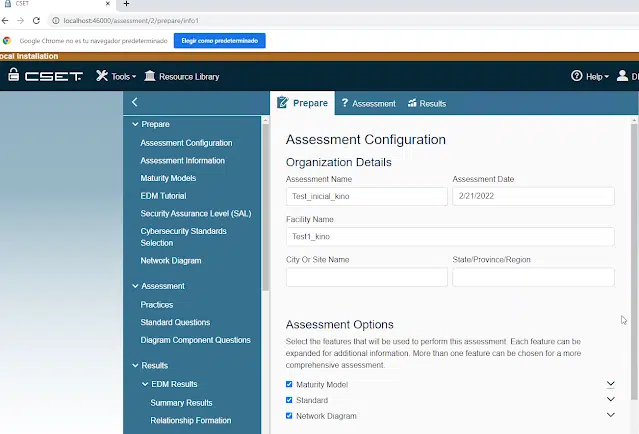 CSET
localhost:46000/assessment/2/prepare/info1
Google Chrome no es tu navegador predeterminado
Elegir como predeterminado
ocal Installation
CSET
Tools
Resource Library
Help
Prepare
Assessment Configuration
Assessment Information
Maturity Models
EDM Tutorial
Security Assurance Level (SAL)
Cybersecurity Standards
Selection
Network Diagram
Assessment
Practices
Standard Questions
Diagram Component Questions
Results
EDM Results
Summary Results
Relationship Formation
Prepare
? Assessment
Results
Assessment Configuration
Organization Details
Assessment Name
Assessment Date
Test_inicial_kino
2/21/2022
Facility Name
Test1_kino
City Or Site Name
State/Province/Region
Assessment Options
Select the features that will be used to perform this assessment. Each feature can be
expanded for additional information. More than one feature can be chosen for a more
comprehensive assessment.
Maturity Model
Standard
Network Diagram